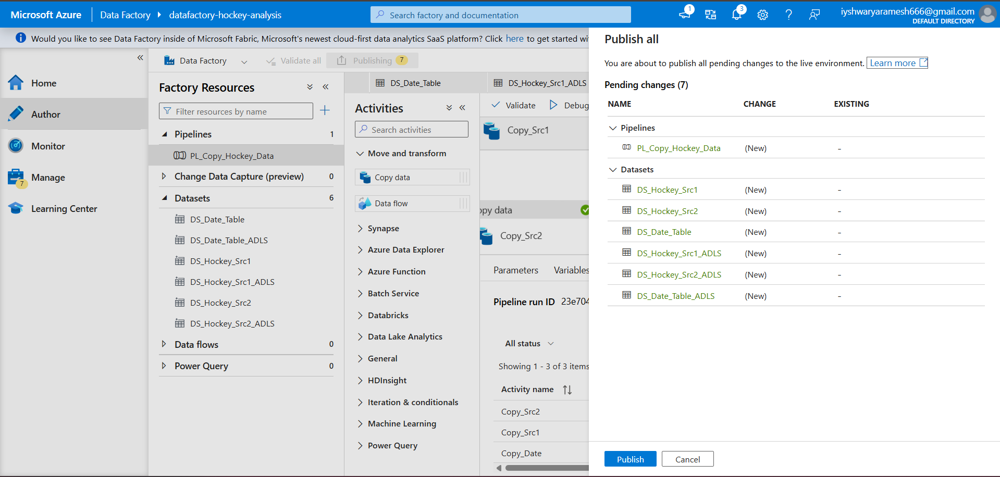 Microsoft Azure
Data Factory
datafactory-hockey-analysis
Search factory and documentation
1
3
iyshwaryaramesh666@gmail.com
DEFAULT DIRECTORY
Would you like to see Data Factory inside of Microsoft Fabric, Microsoft's newest cloud-first data analytics SaaS platform? Click here to get started wi
Home
Author
Monitor
Manage
7
Learning Center
Data Factory
Validate all
Publishing
7
Factory Resources
Filter resources by name
Pipelines 1
PL_Copy_Hockey_Data
Change Data Capture (preview) 0
Datasets 6
DS_Date_Table
DS_Date_Table_ADLS
DS_Hockey_Src1
DS_Hockey_Src1_ADLS
DS_Hockey_Src2
DS_Hockey_Src2_ADLS
Data flows 0
Power Query 0
DS_Date_Table
DS_Hockey_Src1_ADLS
Activities
Search activities
Move and transform
Copy data
Data flow
Synapse
Azure Data Explorer
Azure Function
Batch Service
Databricks
Data Lake Analytics
General
HDInsight
Iteration & conditionals
Machine Learning
Power Query
Validate
Debug
Copy_Src1
opy data
Copy_Src2
Parameters
Variables
Pipeline run ID 23e704
All status
Showing 1 - 3 of 3 items
Activity name
Copy_Src2
Copy_Src1
Copy_Date
Publish all
You are about to publish all pending changes to the live environment. Learn more
Pending changes (7)
NAME CHANGE EXISTING
Pipelines
PL_Copy_Hockey_Data (New) -
Datasets
DS_Hockey_Src1 (New) -
DS_Hockey_Src2 (New) -
DS_Date_Table (New) -
DS_Hockey_Src1_ADLS (New) -
DS_Hockey_Src2_ADLS (New) -
DS_Date_Table_ADLS (New) -
Publish
Cancel